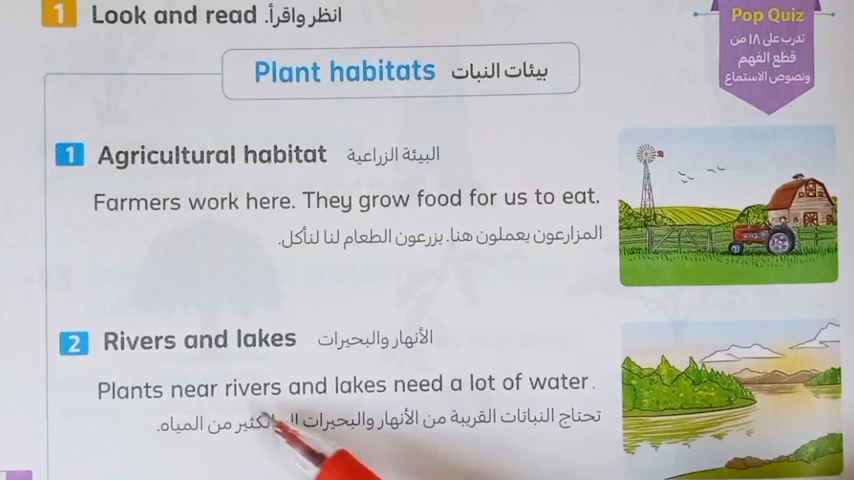 1 Look and read انظر واقرأ.
Pop Quiz
تدرب على ١٨ من
قطع الفهم
ونصوص الاستماع
Plant habitats بيئات النبات
1 Agricultural habitat البيئة الزراعية
Farmers work here. They grow food for us to eat.
المزارعون يعملون هنا. يزرعون الطعام لنا لنأكل.
2 Rivers and lakes الأنهار والبحيرات
Plants near rivers and lakes need a lot of water.
تحتاج النباتات القريبة من الأنهار والبحيرات الكثير من المياه.